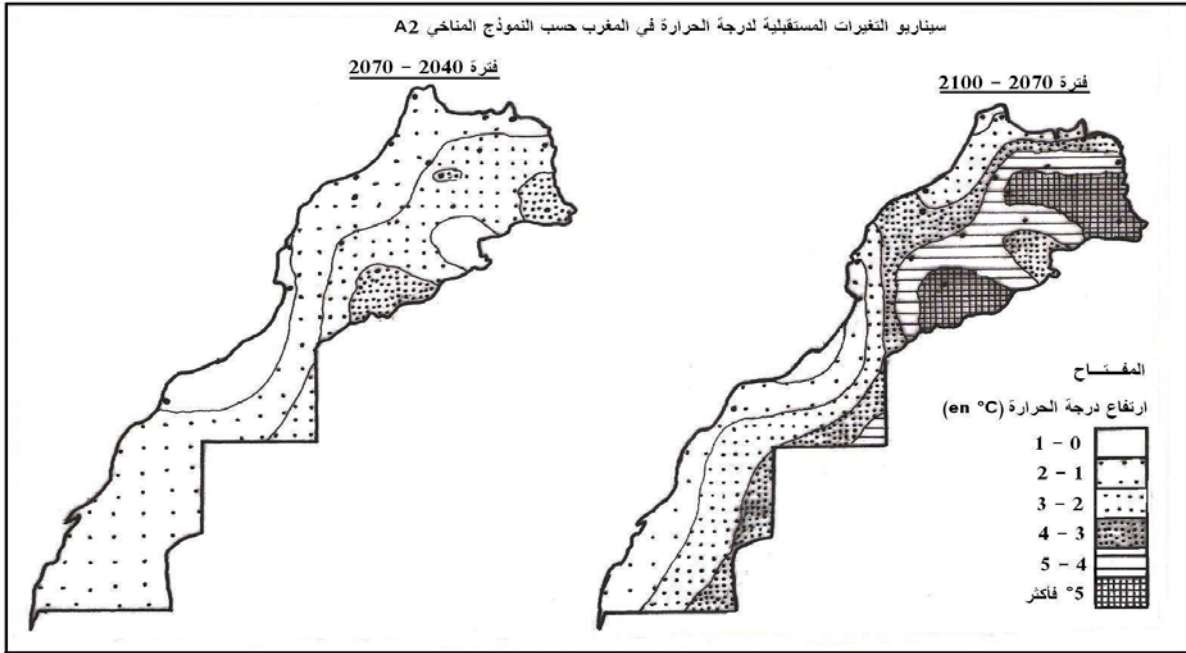 سيناريو التغيرات المستقبلية لدرجة الحرارة في المغرب حسب النموذج المناخي A2
فترة 2070 - 2100
فترة 2040 - 2070
المفـــتـــاح
ارتفاع درجة الحرارة (en °C)
0 - 1
1 - 2
2 - 3
3 - 4
4 - 5
5° فأكثر